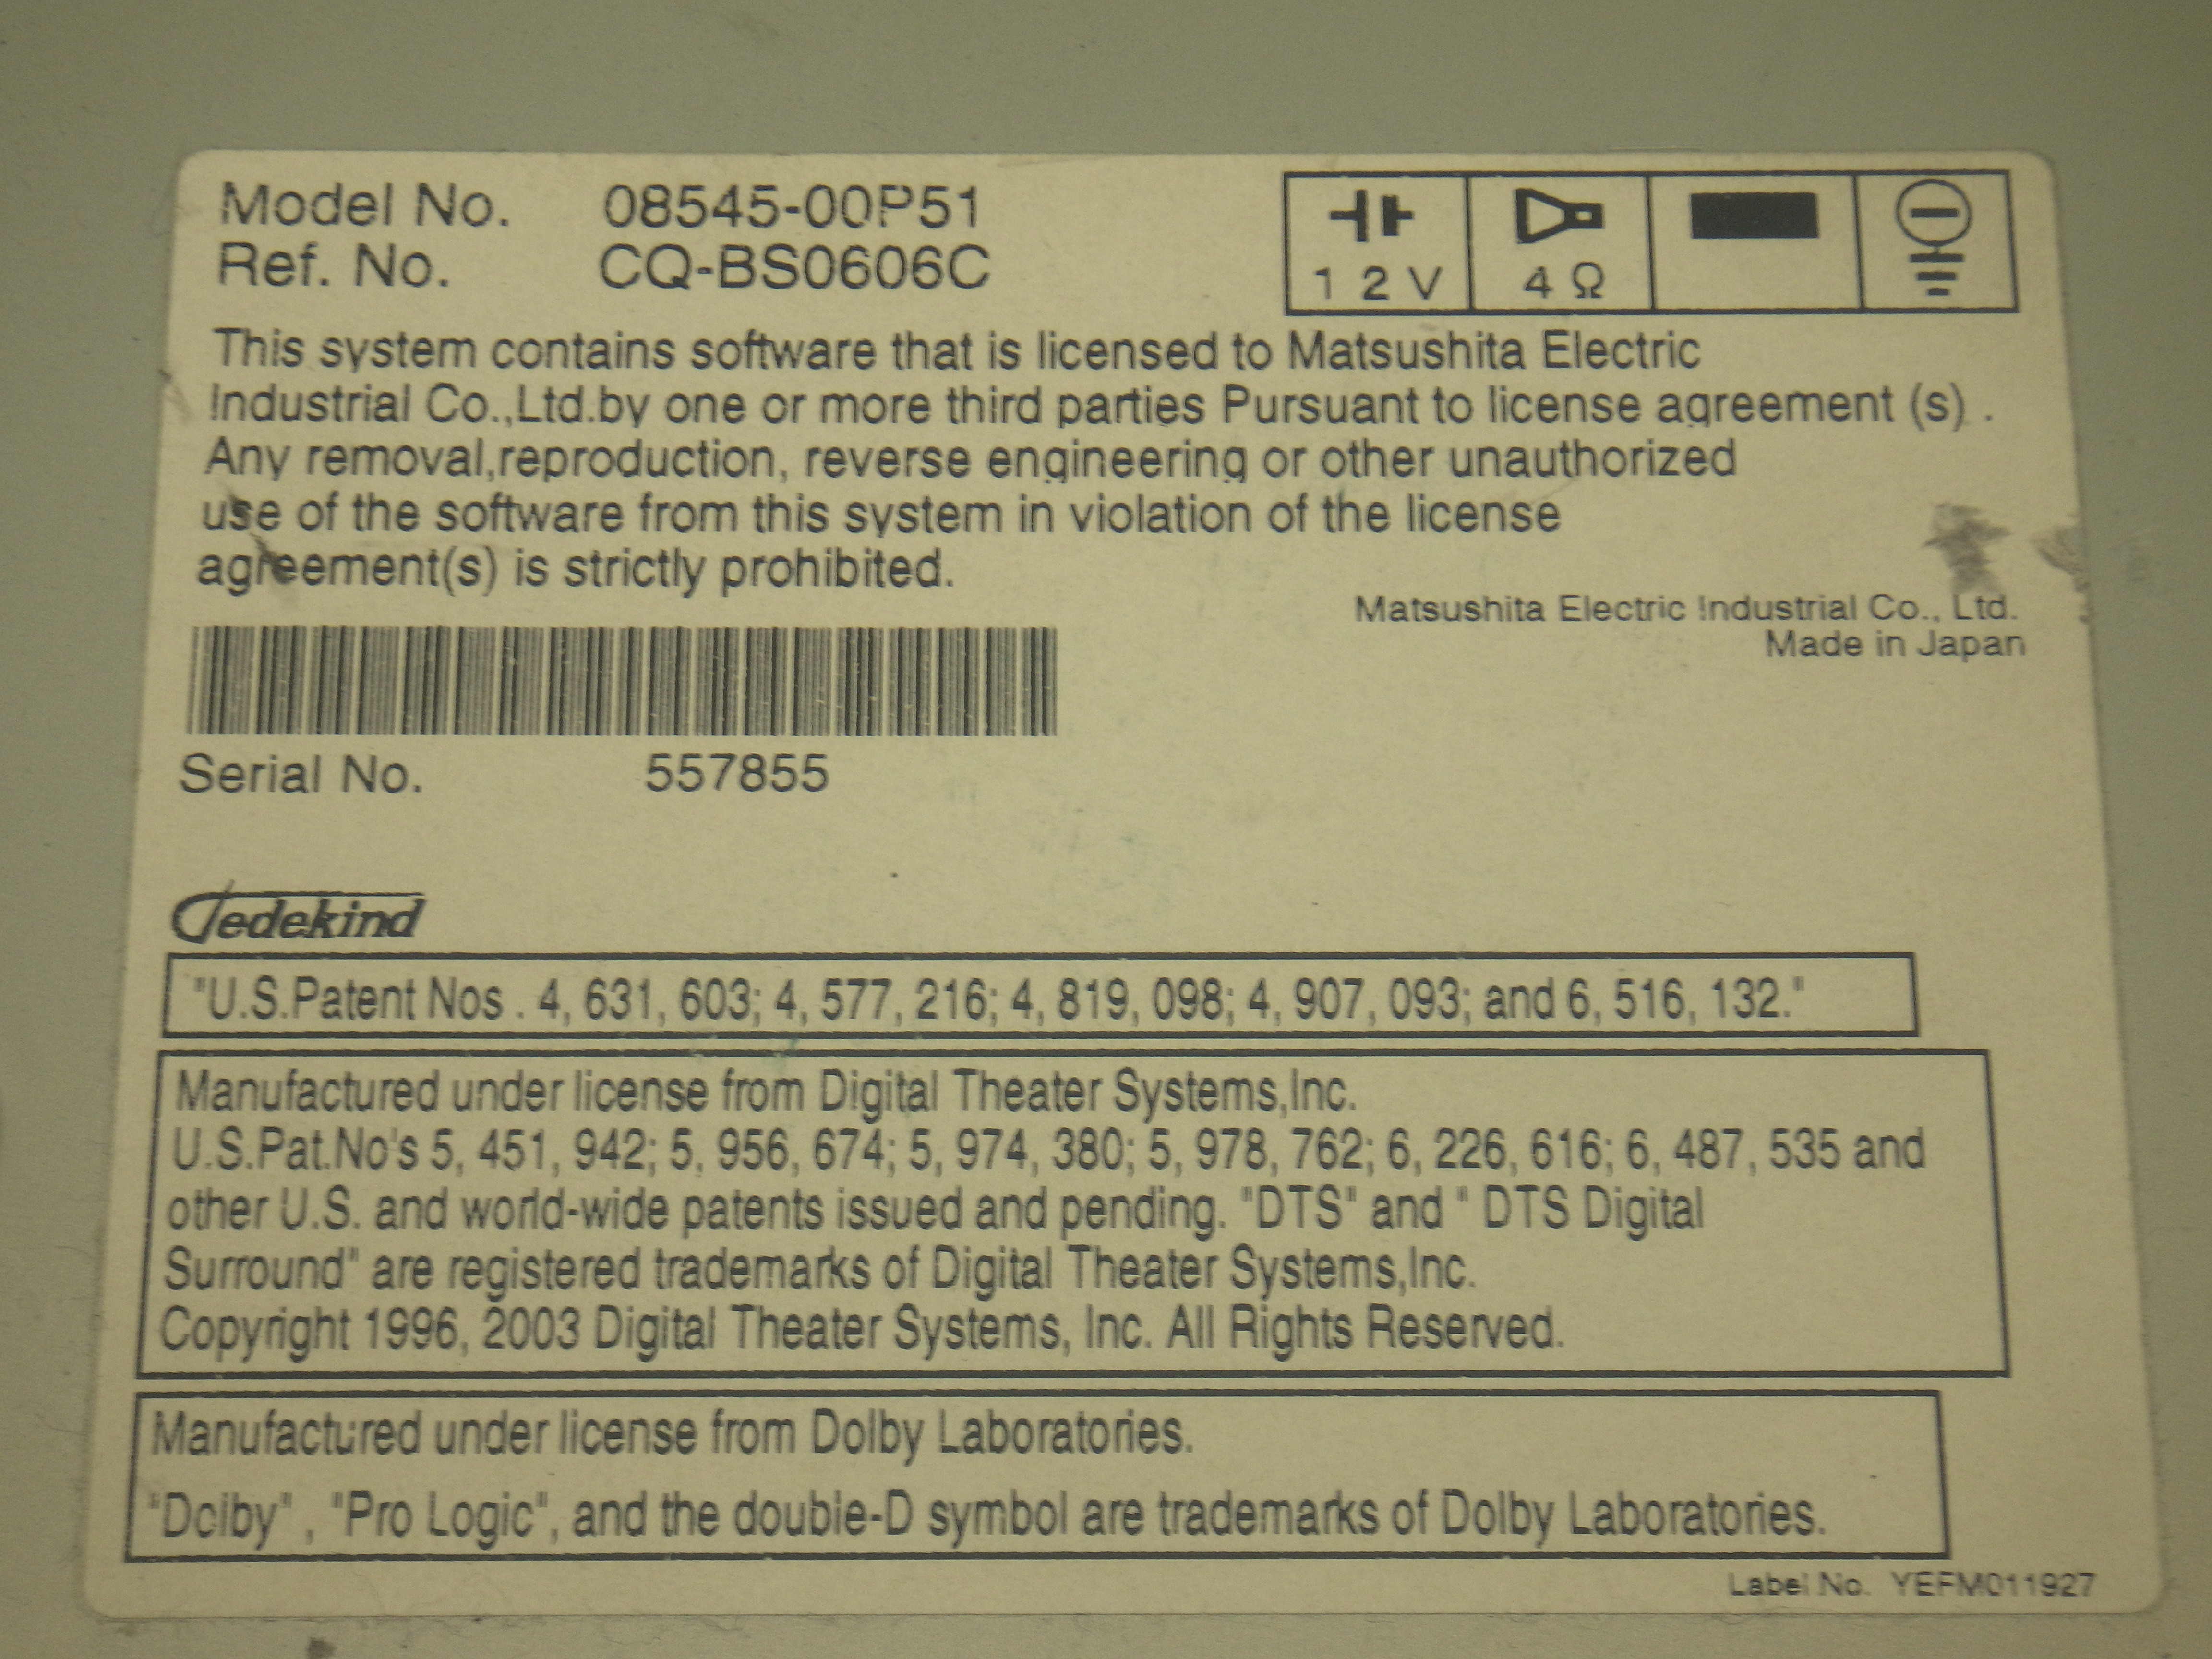 Model No. 08545-00P51
Ref. No. CQ-BS0606C
12V 4Ω
This system contains software that is licensed to Matsushita Electric
Industrial Co.,Ltd.by one or more third parties Pursuant to license agreement (s) .
Any removal,reproduction, reverse engineering or other unauthorized
use of the software from this system in violation of the license
agreement(s) is strictly prohibited.
Matsushita Electric Industrial Co., Ltd.
Made in Japan
Serial No. 557855
Jedekind
"U.S.Patent Nos . 4, 631, 603; 4, 577, 216; 4, 819, 098; 4, 907, 093; and 6, 516, 132."
Manufactured under license from Digital Theater Systems,Inc.
U.S.Pat.No's 5, 451, 942; 5, 956, 674; 5, 974, 380; 5, 978, 762; 6, 226, 616; 6, 487, 535 and
other U.S. and world-wide patents issued and pending. "DTS" and " DTS Digital
Surround" are registered trademarks of Digital Theater Systems,Inc.
Copyright 1996, 2003 Digital Theater Systems, Inc. All Rights Reserved.
Manufactured under license from Dolby Laboratories.
"Dolby" , "Pro Logic", and the double-D symbol are trademarks of Dolby Laboratories.
Label No. YEFM011927